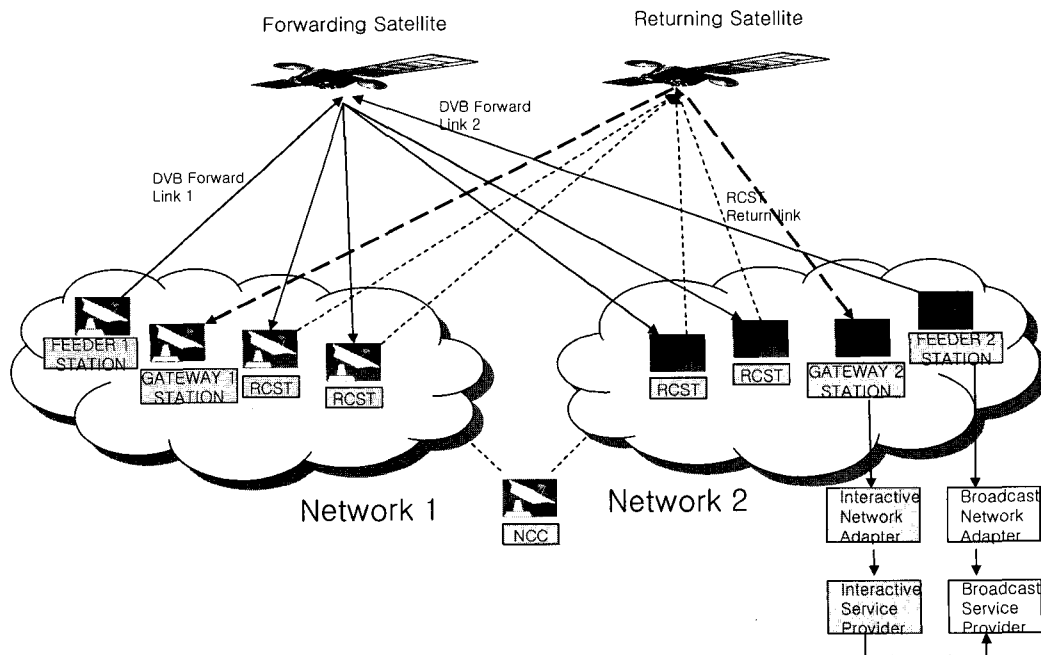 Forwarding Satellite
Returning Satellite
DVB Forward
Link 2
DVB Forward
Link 1
RCST
Return link
FEEDER 1
STATION
GATEWAY 1
STATION
RCST
RCST
RCST
RCST
GATEWAY 2
STATION
FEEDER 2
STATION
Network 1
Network 2
NCC
Interactive
Network
Adapter
Broadcast
Network
Adapter
Interactive
Service
Provider
Broadcast
Service
Provider